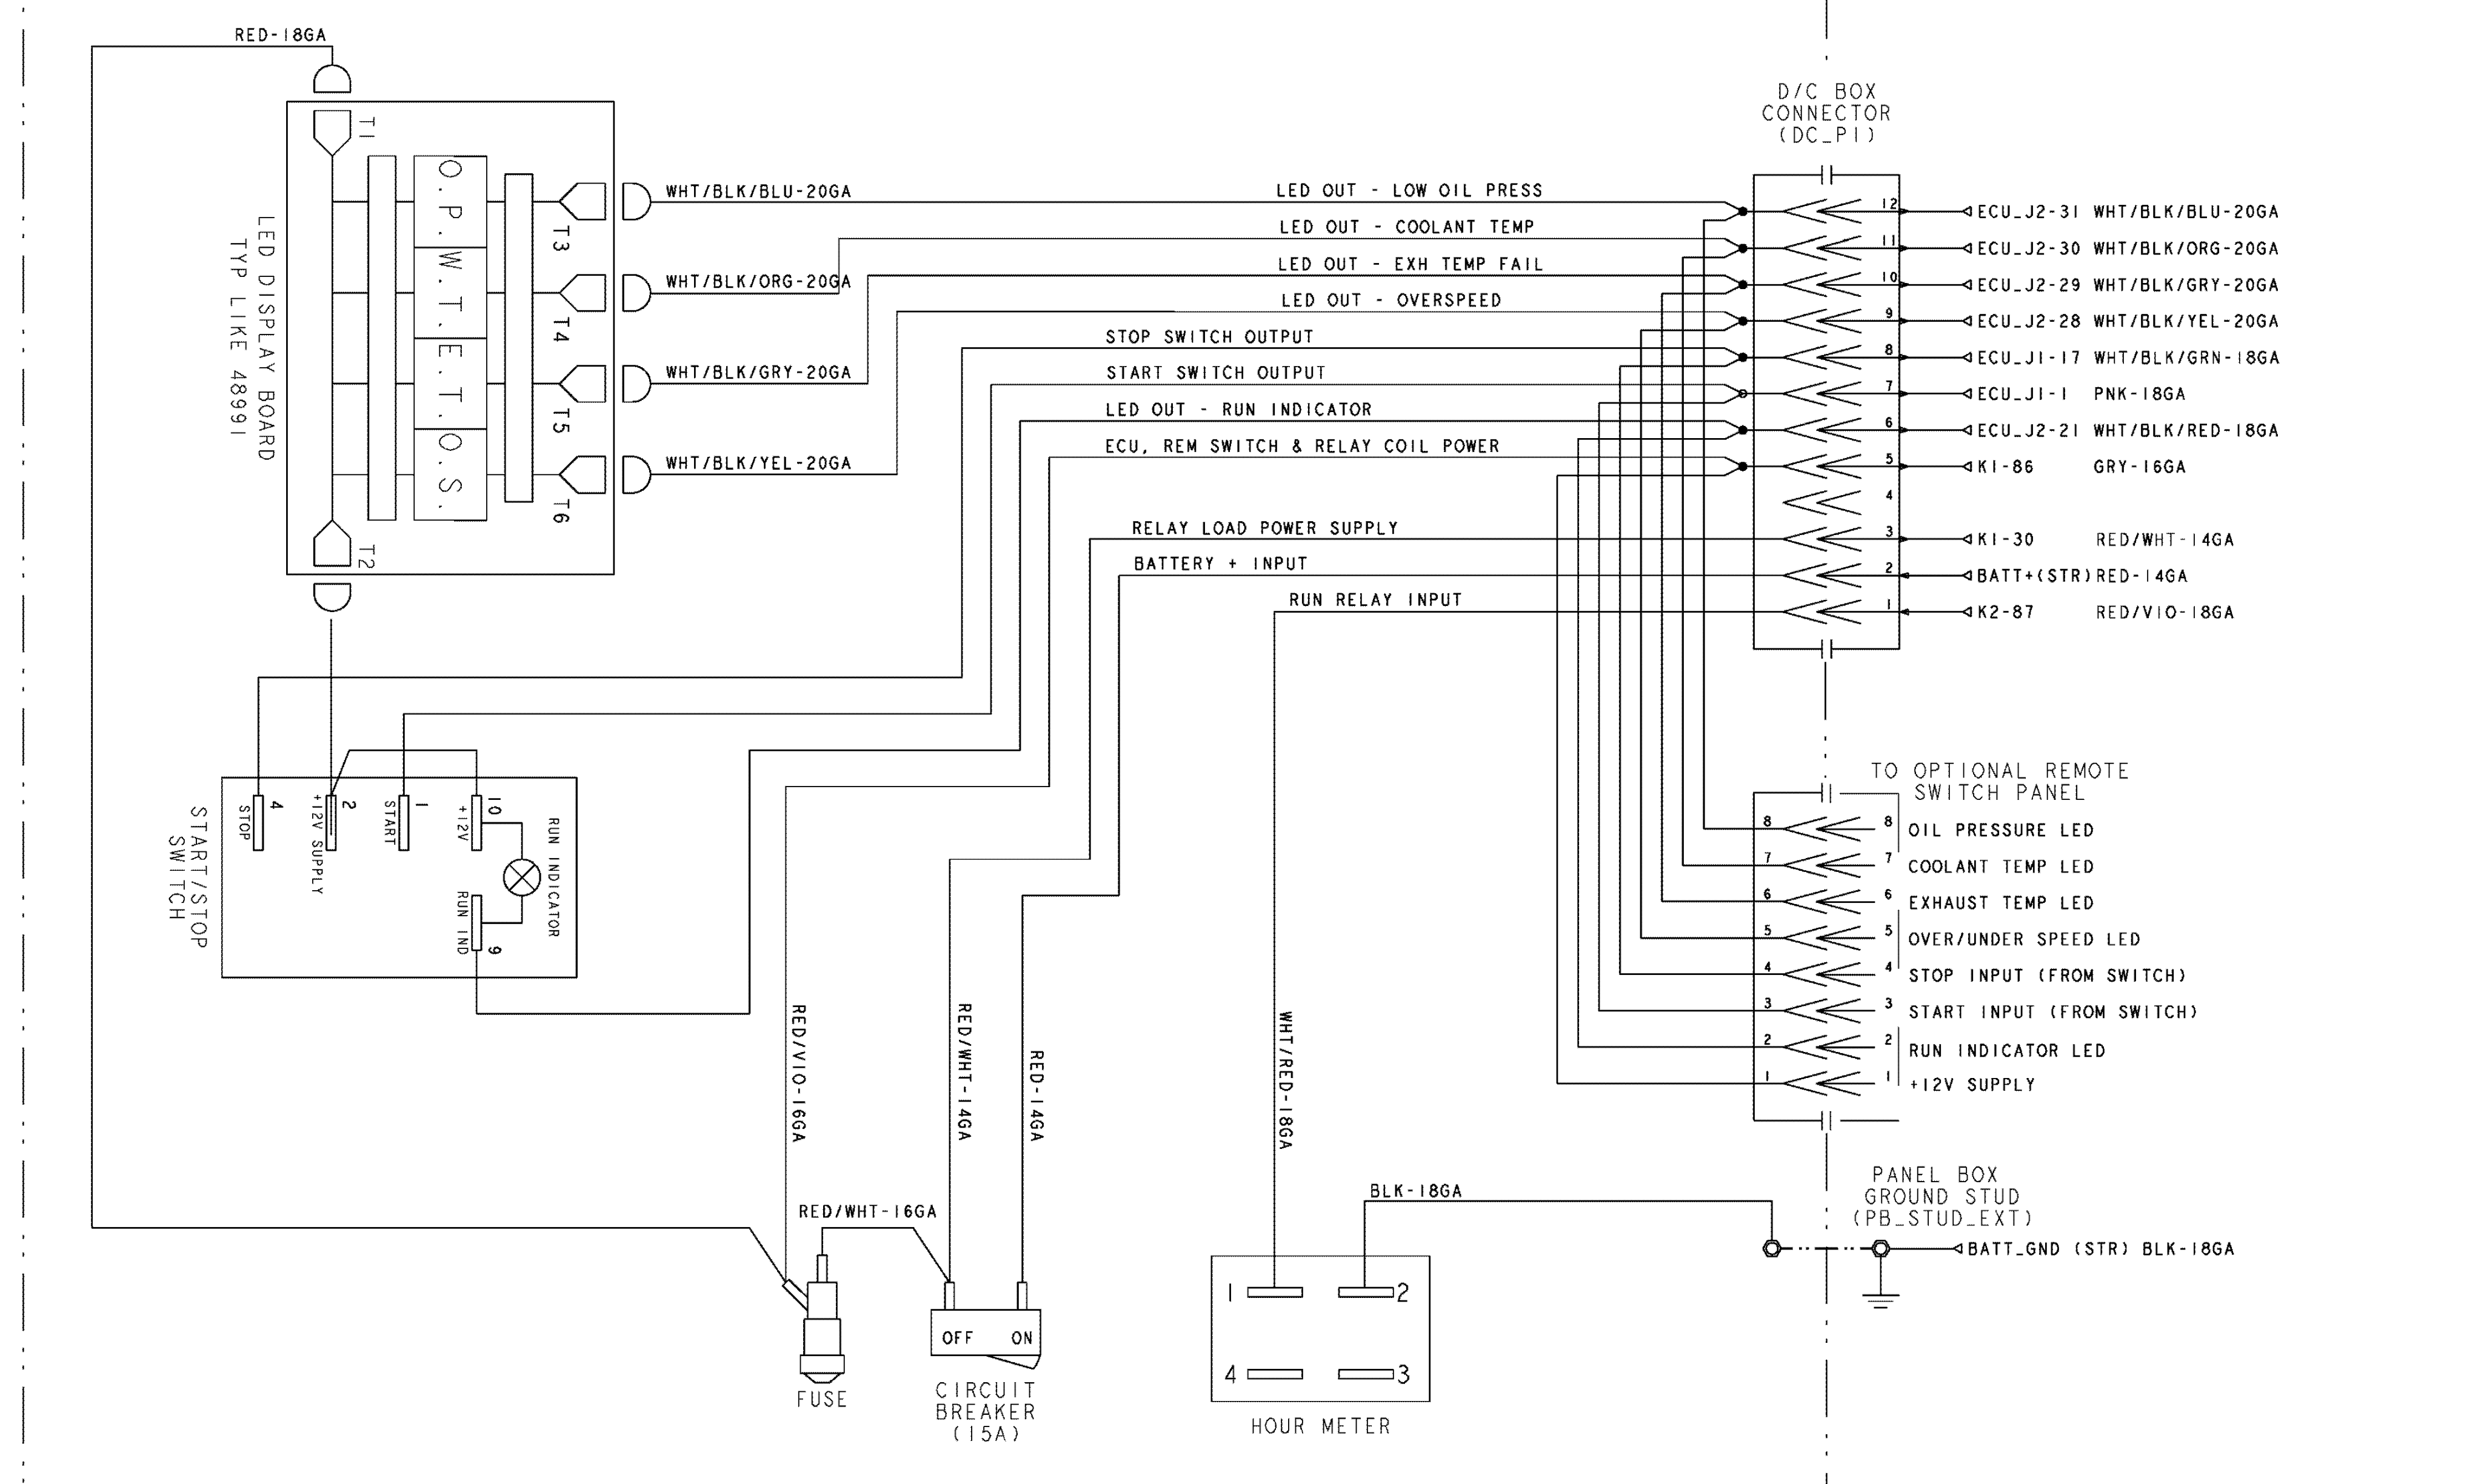 RED-18GA
D/C BOX
CONNECTOR
(DC_P1)
LED DISPLAY BOARD
TYP LIKE 48991
T1
O.P.
W.T.
E.T.
O.S.
T2
T3
T4
T5
T6
WHT/BLK/BLU-20GA
WHT/BLK/ORG-20GA
WHT/BLK/GRY-20GA
WHT/BLK/YEL-20GA
LED OUT - LOW OIL PRESS
LED OUT - COOLANT TEMP
LED OUT - EXH TEMP FAIL
LED OUT - OVERSPEED
STOP SWITCH OUTPUT
START SWITCH OUTPUT
LED OUT - RUN INDICATOR
ECU, REM SWITCH & RELAY COIL POWER
RELAY LOAD POWER SUPPLY
BATTERY + INPUT
RUN RELAY INPUT
12 ECU_J2-31 WHT/BLK/BLU-20GA
11 ECU_J2-30 WHT/BLK/ORG-20GA
10 ECU_J2-29 WHT/BLK/GRY-20GA
9 ECU_J2-28 WHT/BLK/YEL-20GA
8 ECU_J1-17 WHT/BLK/GRN-18GA
7 ECU_J1-1 PNK-18GA
6 ECU_J2-21 WHT/BLK/RED-18GA
5 K1-86 GRY-16GA
4
3 K1-30 RED/WHT-14GA
2 BATT+(STR) RED-14GA
1 K2-87 RED/VIO-18GA
START/STOP
SWITCH
4
STOP
2
+12V SUPPLY
1
START
10
+12V
RUN INDICATOR
RUN IND
9
TO OPTIONAL REMOTE
SWITCH PANEL
8 8 OIL PRESSURE LED
7 7 COOLANT TEMP LED
6 6 EXHAUST TEMP LED
5 5 OVER/UNDER SPEED LED
4 4 STOP INPUT (FROM SWITCH)
3 3 START INPUT (FROM SWITCH)
2 2 RUN INDICATOR LED
1 1 +12V SUPPLY
RED/VIO-16GA
RED/WHT-14GA
RED-14GA
WHT/RED-18GA
RED/WHT-16GA
BLK-18GA
PANEL BOX
GROUND STUD
(PB_STUD_EXT)
BATT_GND (STR) BLK-18GA
FUSE
OFF ON
CIRCUIT
BREAKER
(15A)
1 2
4 3
HOUR METER